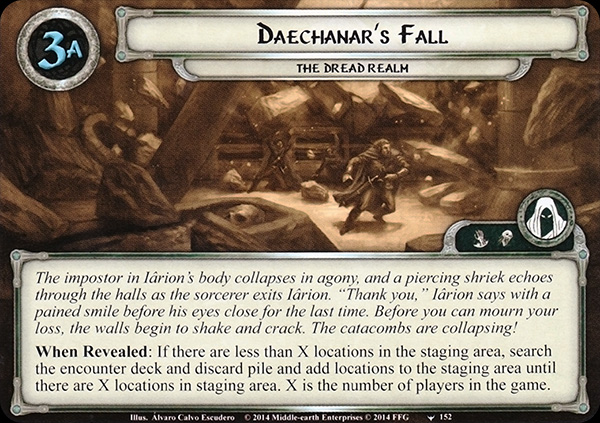 3A
DAECHANAR'S FALL
THE DREAD REALM
The impostor in Iârion's body collapses in agony, and a piercing shriek echoes
through the halls as the sorcerer exits Iârion. “Thank you,” Iârion says with a
pained smile before his eyes close for the last time. Before you can mourn your
loss, the walls begin to shake and crack. The catacombs are collapsing!
When Revealed: If there are less than X locations in the staging area, search
the encounter deck and discard pile and add locations to the staging area until
there are X locations in staging area. X is the number of players in the game.
Illus. Álvaro Calvo Escudero © 2014 Middle-earth Enterprises © 2014 FFG 152